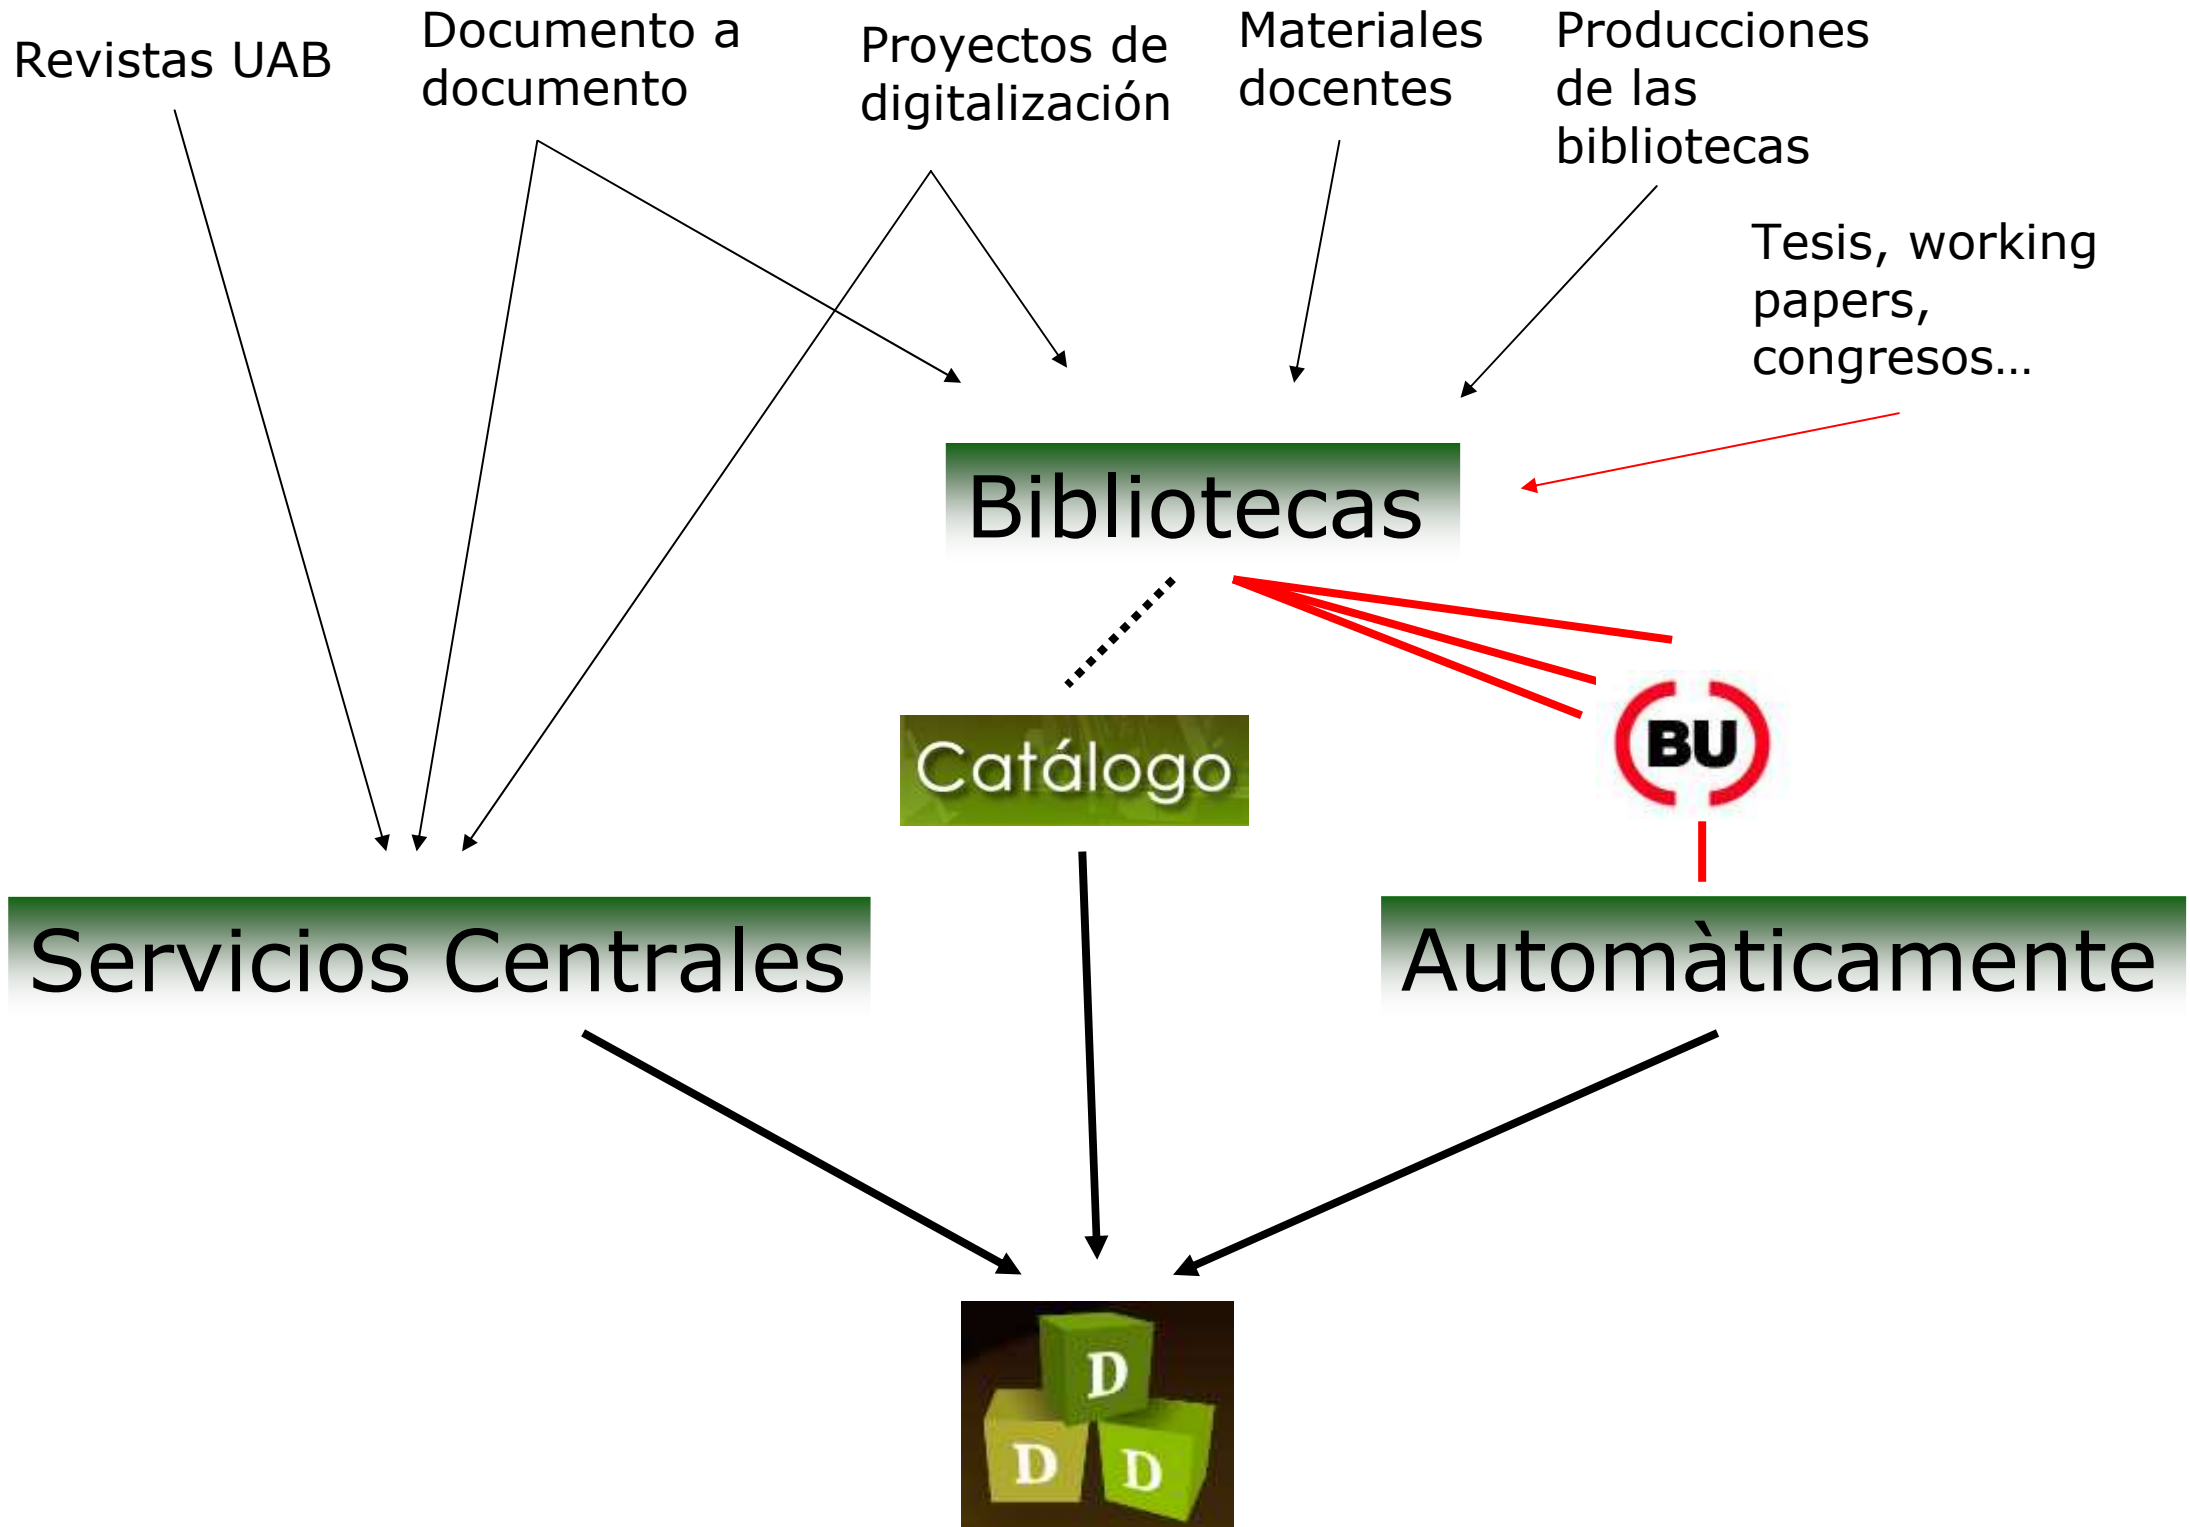 Revistas UAB
Documento a
documento
Proyectos de
digitalización
Materiales
docentes
Producciones
de las
bibliotecas
Tesis, working
papers,
congresos…
Bibliotecas
Catálogo
BU
Servicios Centrales
Automàticamente
D
D
D